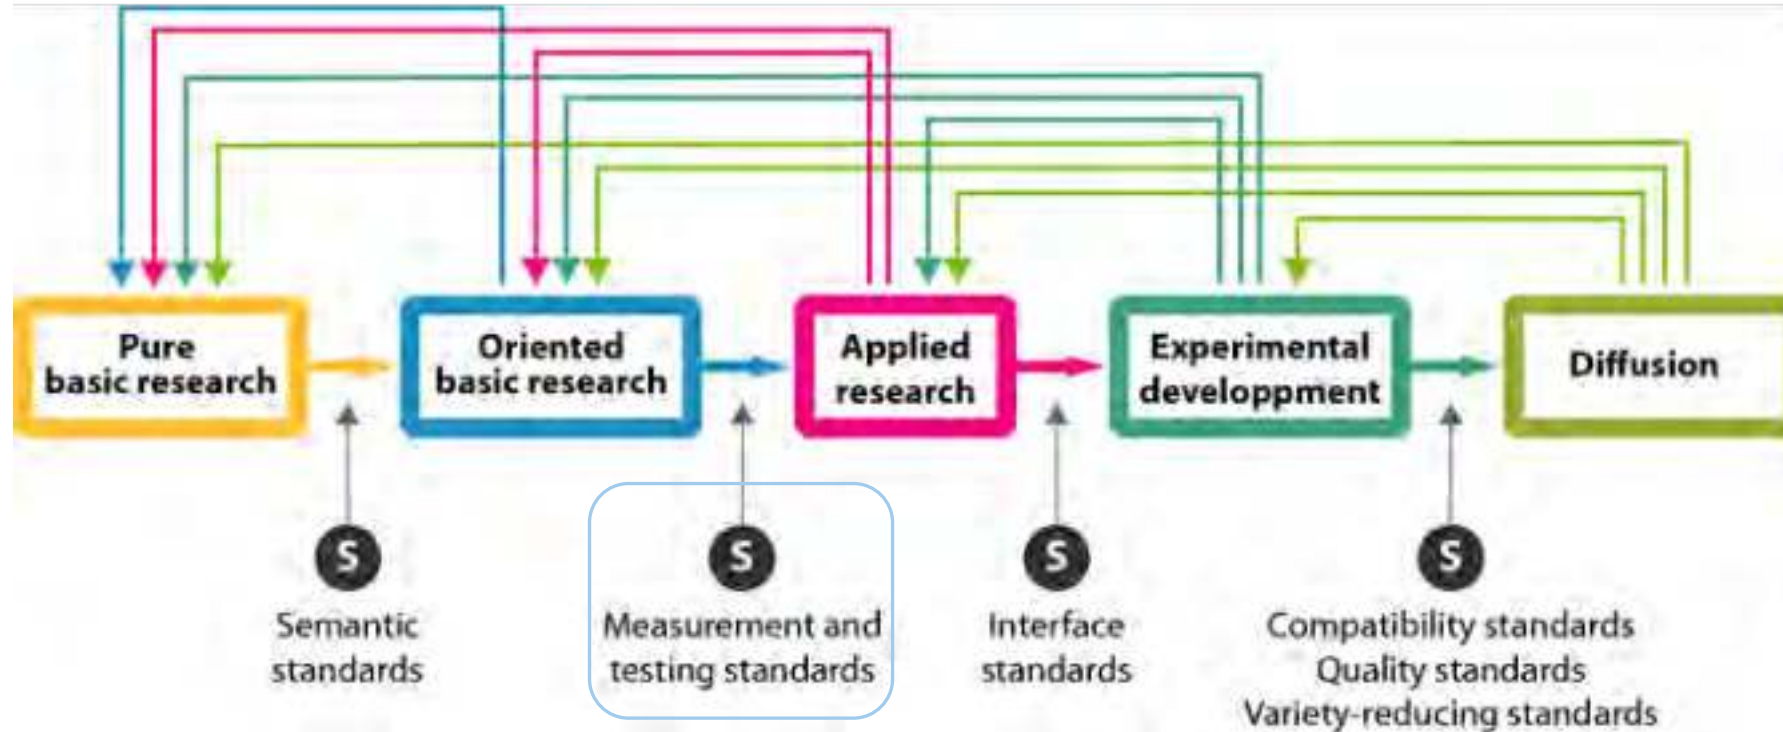 Pure
basic research
Oriented
basic research
Applied
research
Experimental
developpment
Diffusion
S
S
S
S
Semantic
standards
Measurement and
testing standards
Interface
standards
Compatibility standards
Quality standards
Variety-reducing standards